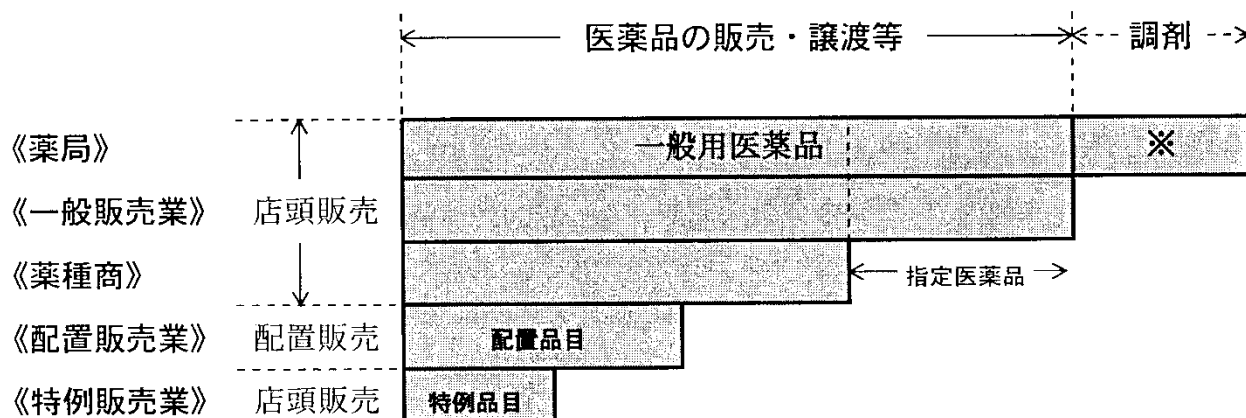 医薬品の販売・譲渡等 調剤
《薬局》 一般用医薬品 ※
《一般販売業》 店頭販売
《薬種商》 指定医薬品
《配置販売業》 配置販売 配置品目
《特例販売業》 店頭販売 特例品目